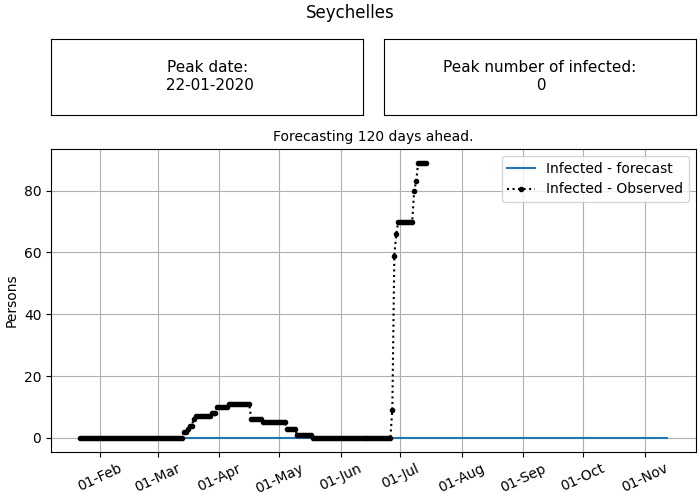 Seychelles
Peak date:
22-01-2020
Peak number of infected:
0
Forecasting 120 days ahead.
Infected - forecast
Infected - Observed
Persons
80
60
40
20
0
01-Feb
01-Mar
01-Apr
01-May
01-Jun
01-Jul
01-Aug
01-Sep
01-Oct
01-Nov